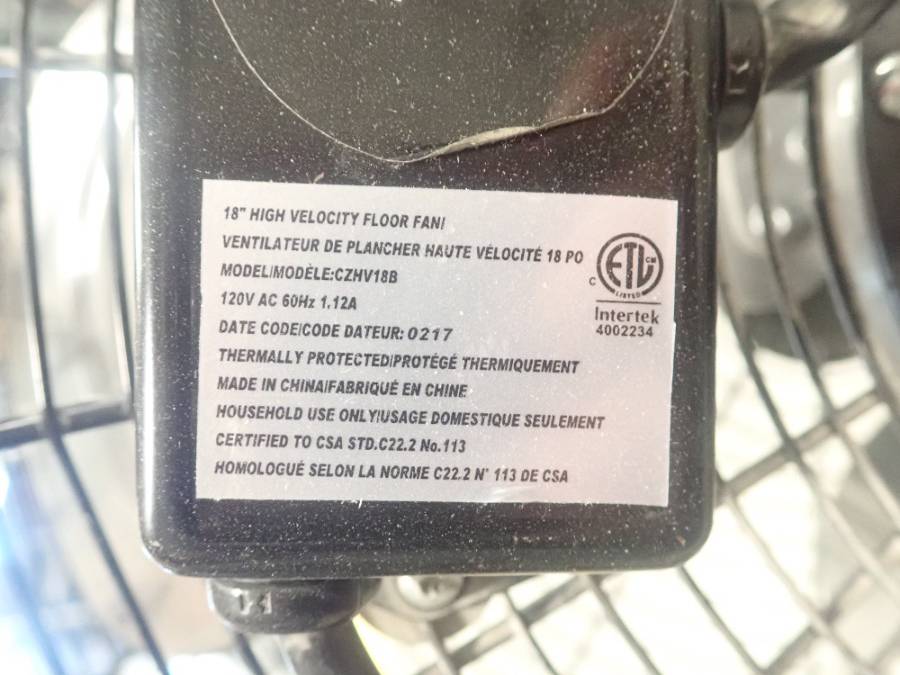 18" HIGH VELOCITY FLOOR FAN/
VENTILATEUR DE PLANCHER HAUTE VÉLOCITÉ 18 PO
MODEL/MODÈLE:CZHV18B
120V AC 60Hz 1.12A
DATE CODE/CODE DATEUR: 0217
THERMALLY PROTECTED/PROTÉGÉ THERMIQUEMENT
MADE IN CHINA/FABRIQUÉ EN CHINE
HOUSEHOLD USE ONLY/USAGE DOMESTIQUE SEULEMENT
CERTIFIED TO CSA STD.C22.2 No.113
HOMOLOGUÉ SELON LA NORME C22.2 N° 113 DE CSA
ETL CM
C
LISTED
Intertek
4002234